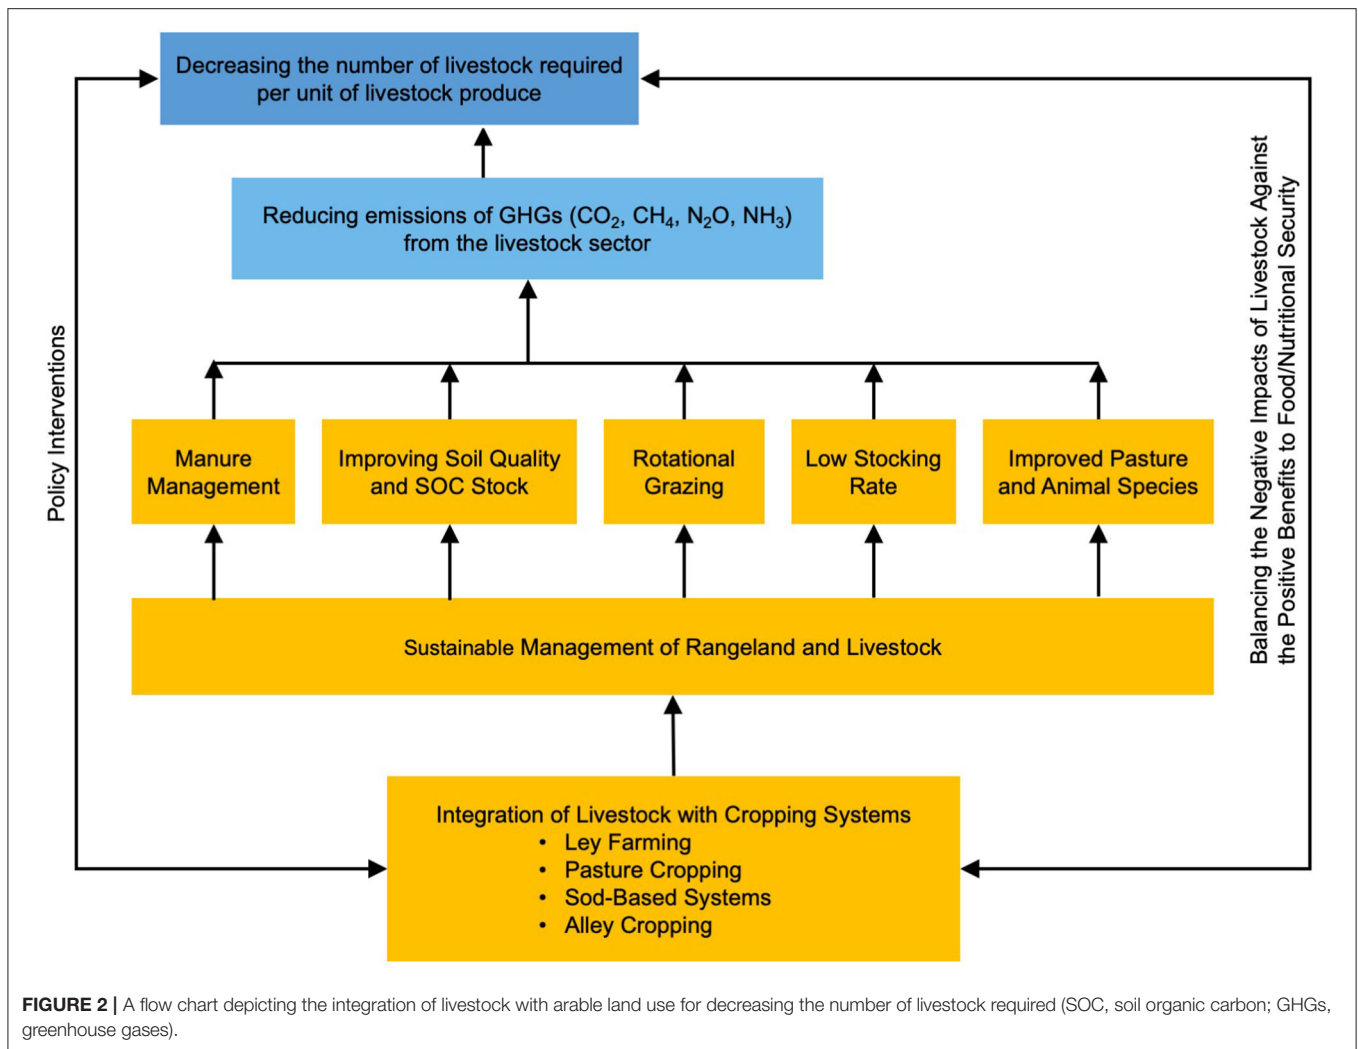 Decreasing the number of livestock required
per unit of livestock produce
Reducing emissions of GHGs (CO₂, CH₄, N₂O, NH₃)
from the livestock sector
Policy Interventions
Balancing the Negative Impacts of Livestock Against
the Positive Benefits to Food/Nutritional Security
Manure
Management
Improving Soil Quality
and SOC Stock
Rotational
Grazing
Low Stocking
Rate
Improved Pasture
and Animal Species
Sustainable Management of Rangeland and Livestock
Integration of Livestock with Cropping Systems
• Ley Farming
• Pasture Cropping
• Sod-Based Systems
• Alley Cropping
FIGURE 2 | A flow chart depicting the integration of livestock with arable land use for decreasing the number of livestock required (SOC, soil organic carbon; GHGs,
greenhouse gases).